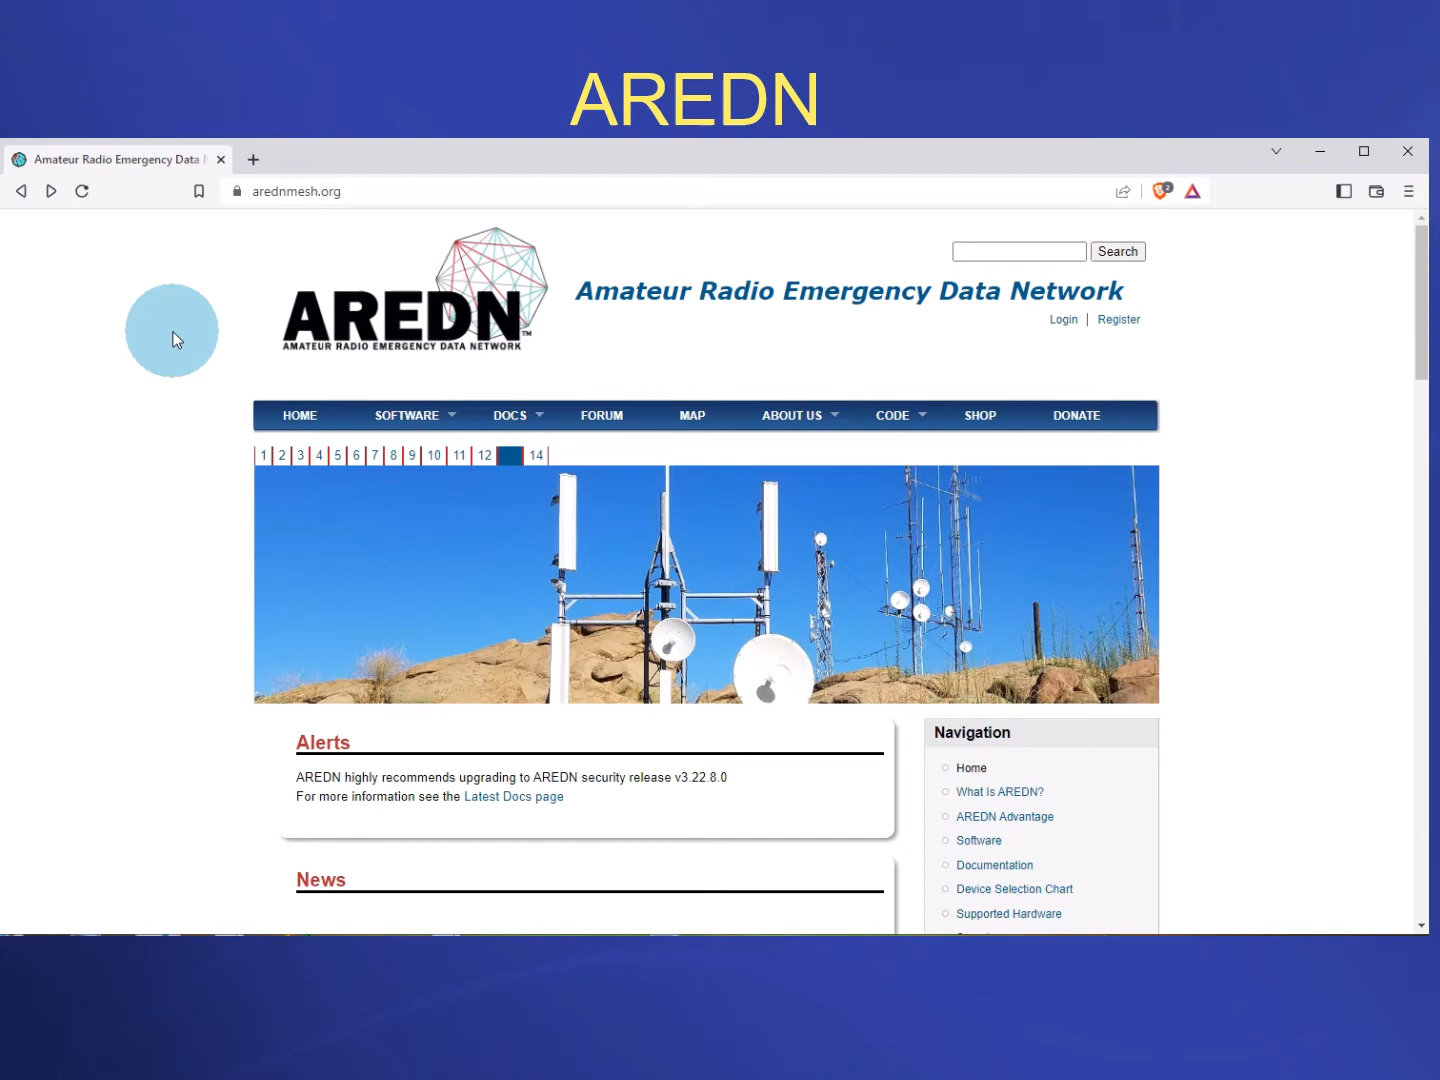 AREDN
Amateur Radio Emergency Data
arednmesh.org
2
AREDN™
AMATEUR RADIO EMERGENCY DATA NETWORK
Search
Amateur Radio Emergency Data Network
Login | Register
HOME SOFTWARE DOCS FORUM MAP ABOUT US CODE SHOP DONATE
1 2 3 4 5 6 7 8 9 10 11 12 14
Alerts
AREDN highly recommends upgrading to AREDN security release v3.22.8.0
For more information see the Latest Docs page
News
Navigation
Home
What Is AREDN?
AREDN Advantage
Software
Documentation
Device Selection Chart
Supported Hardware